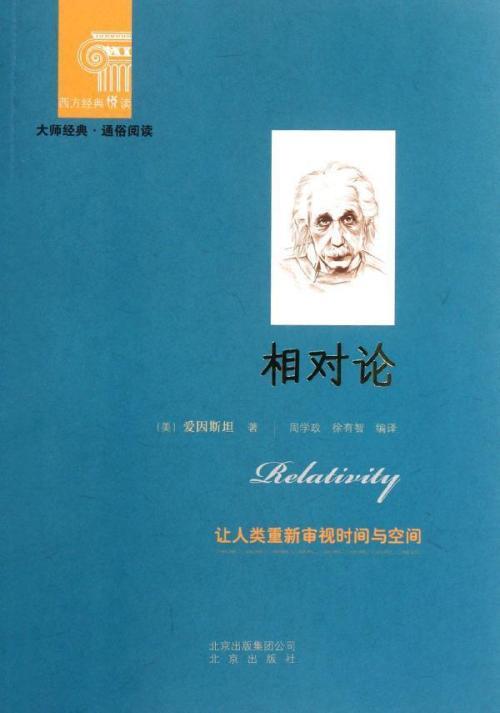 西方经典悦读
大师经典·通俗阅读
相对论
［美］爱因斯坦 著 周学政 徐有智 编译
Relativity
让人类重新审视时间与空间
北京出版集团公司
北京出版社